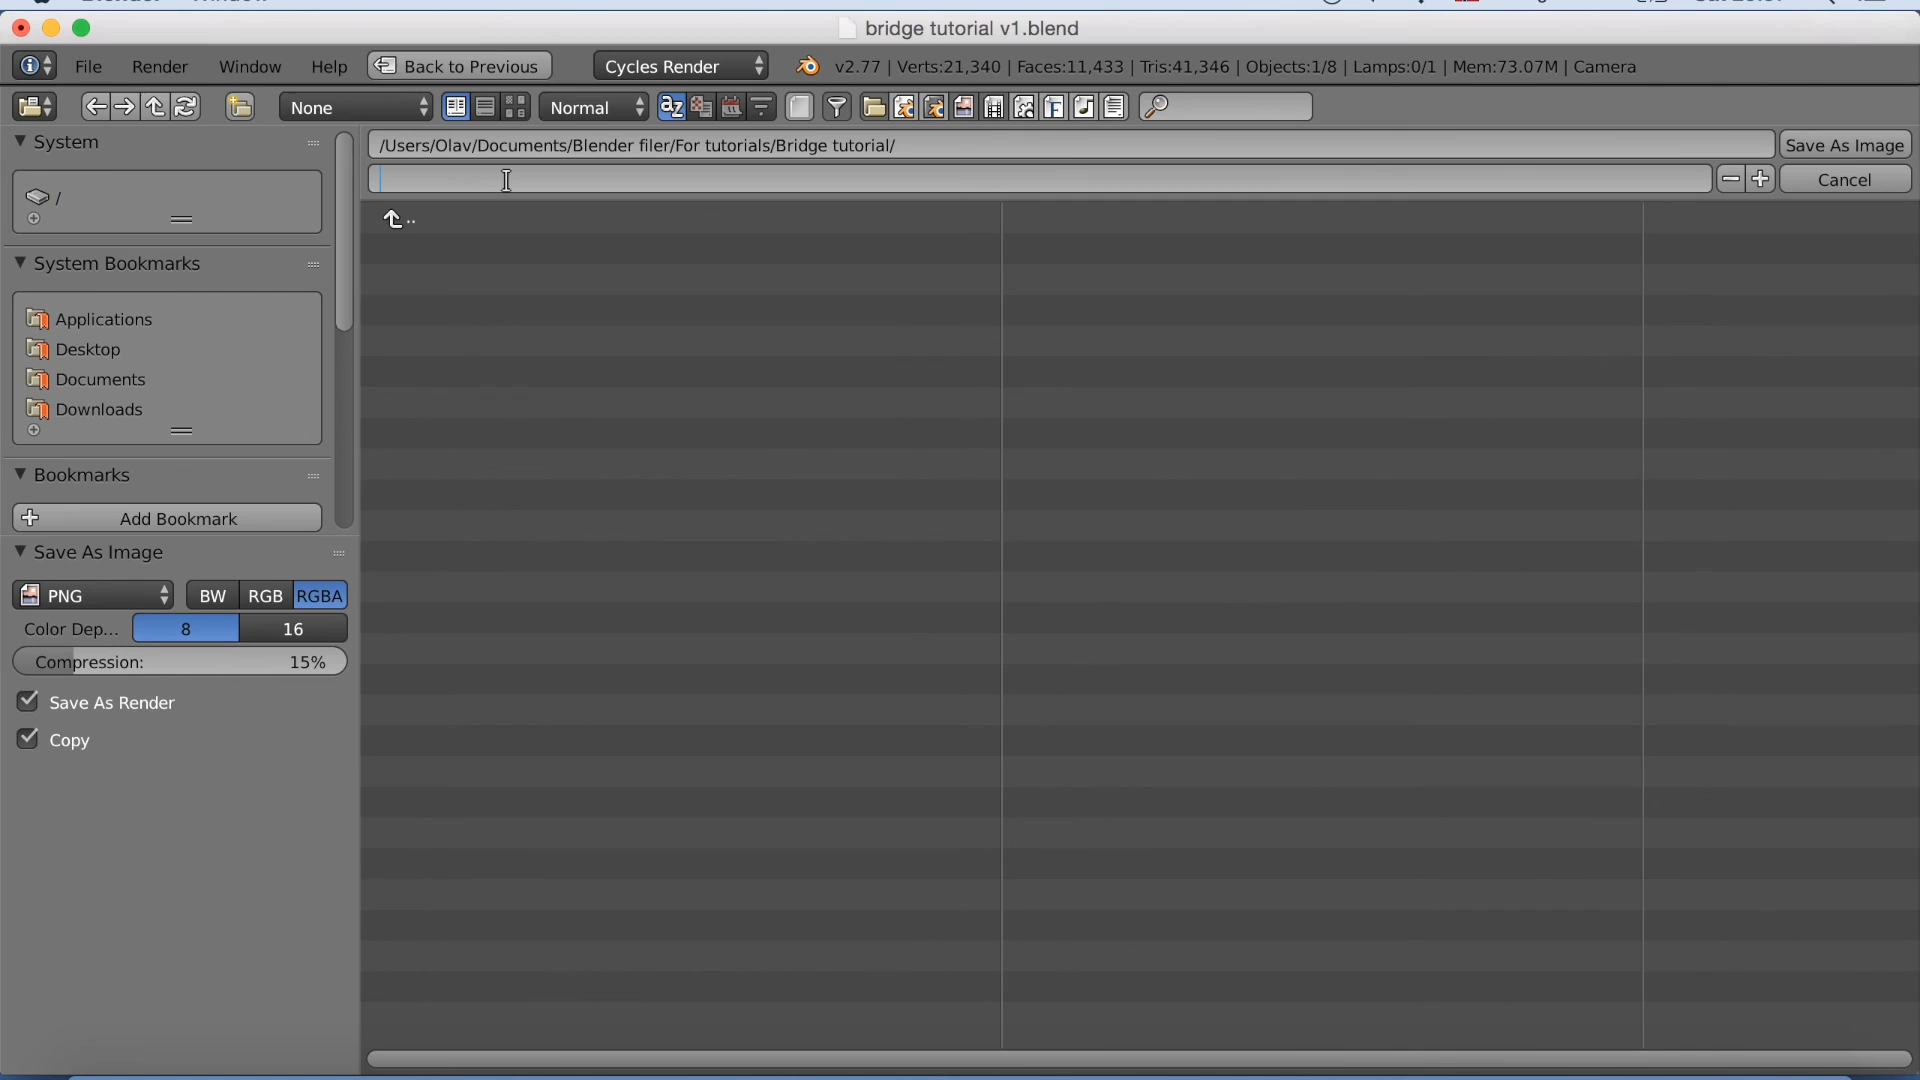 bridge tutorial v1.blend
File Render Window Help Back to Previous Cycles Render v2.77 | Verts:21,340 | Faces:11,433 | Tris:41,346 | Objects:1/8 | Lamps:0/1 | Mem:73.07M | Camera
None Normal
System
/Users/Olav/Documents/Blender filer/For tutorials/Bridge tutorial/ Save As Image
Cancel
/
..
System Bookmarks
Applications
Desktop
Documents
Downloads
Bookmarks
Add Bookmark
Save As Image
PNG BW RGB RGBA
Color Dep... 8 16
Compression: 15%
Save As Render
Copy